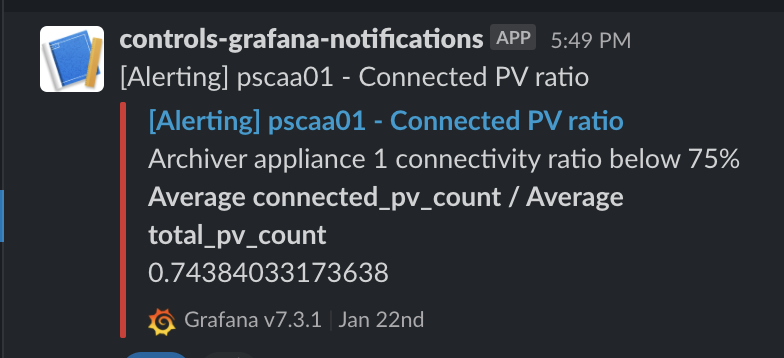 controls-grafana-notifications APP 5:49 PM
[Alerting] pscaa01 - Connected PV ratio
[Alerting] pscaa01 - Connected PV ratio
Archiver appliance 1 connectivity ratio below 75%
Average connected_pv_count / Average
total_pv_count
0.74384033173638
Grafana v7.3.1 | Jan 22nd